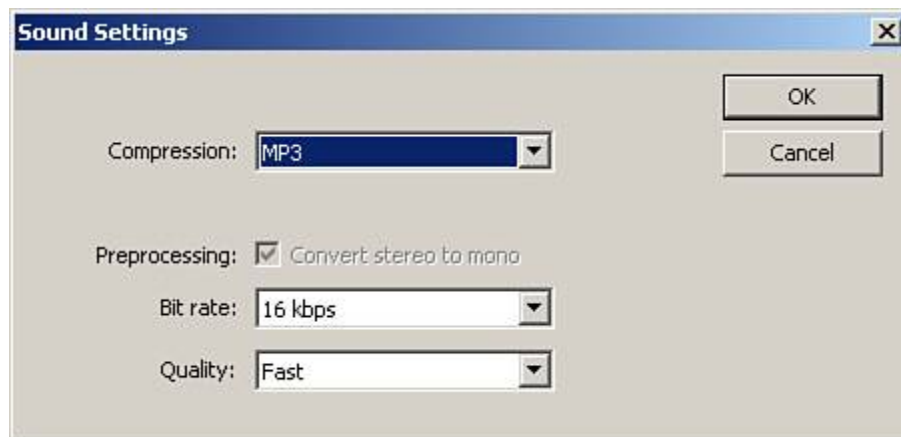 Sound Settings
OK
Compression: MP3
Cancel
Preprocessing: Convert stereo to mono
Bit rate: 16 kbps
Quality: Fast